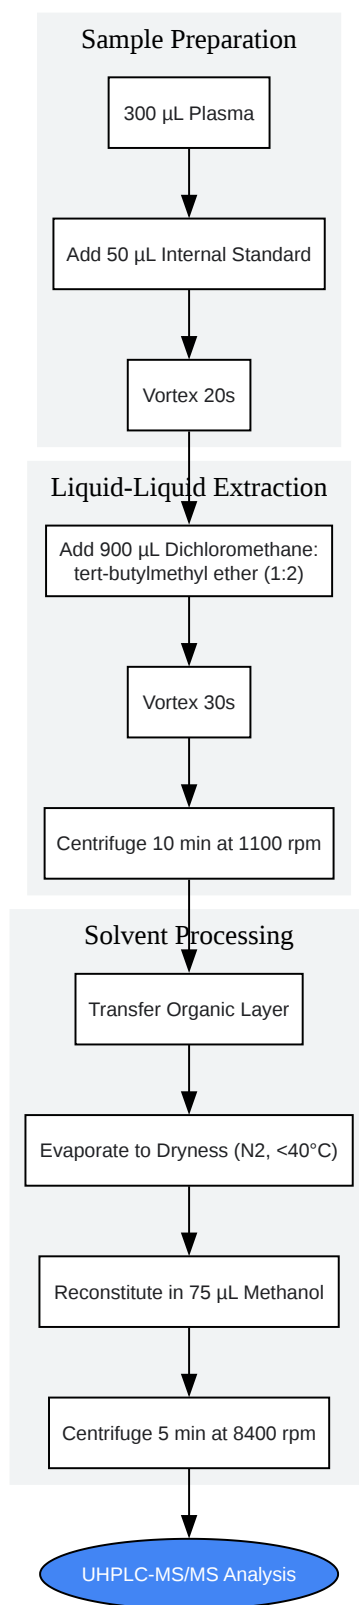 Sample Preparation
300 µL Plasma
Add 50 µL Internal Standard
Vortex 20s
Liquid-Liquid Extraction
Add 900 µL Dichloromethane:
tert-butylmethyl ether (1:2)
Vortex 30s
Centrifuge 10 min at 1100 rpm
Solvent Processing
Transfer Organic Layer
Evaporate to Dryness (N2, <40°C)
Reconstitute in 75 µL Methanol
Centrifuge 5 min at 8400 rpm
UHPLC-MS/MS Analysis